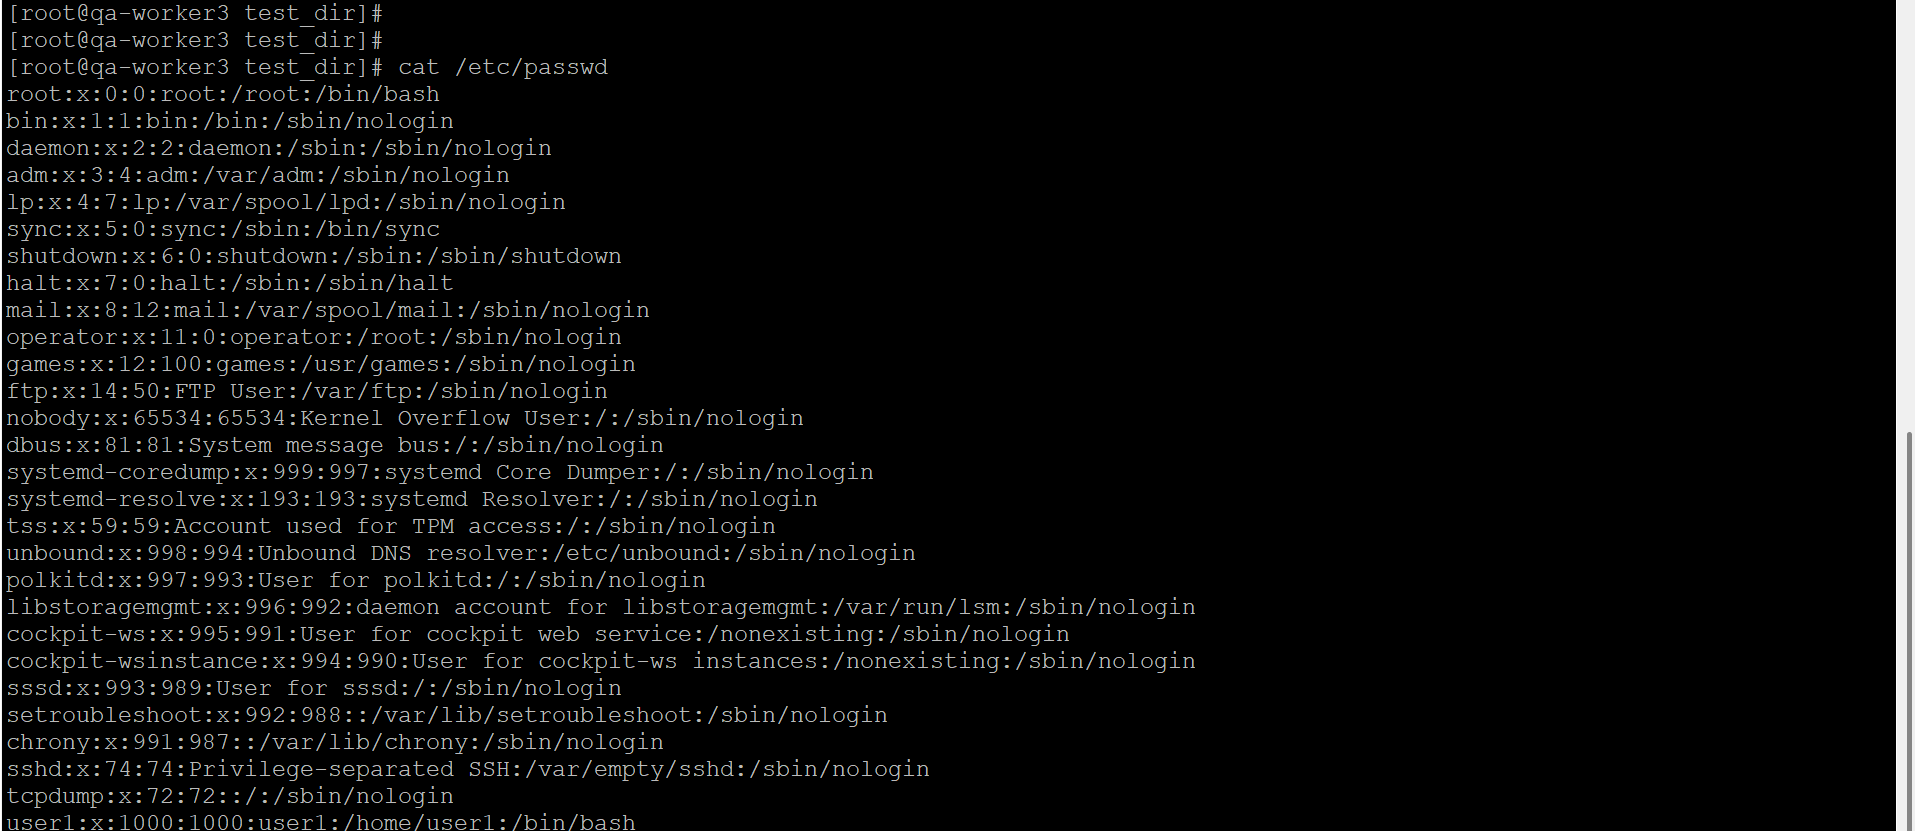 [root@qa-worker3 test_dir]#
[root@qa-worker3 test_dir]#
[root@qa-worker3 test_dir]# cat /etc/passwd
root:x:0:0:root:/root:/bin/bash
bin:x:1:1:bin:/bin:/sbin/nologin
daemon:x:2:2:daemon:/sbin:/sbin/nologin
adm:x:3:4:adm:/var/adm:/sbin/nologin
lp:x:4:7:lp:/var/spool/lpd:/sbin/nologin
sync:x:5:0:sync:/sbin:/bin/sync
shutdown:x:6:0:shutdown:/sbin:/sbin/shutdown
halt:x:7:0:halt:/sbin:/sbin/halt
mail:x:8:12:mail:/var/spool/mail:/sbin/nologin
operator:x:11:0:operator:/root:/sbin/nologin
games:x:12:100:games:/usr/games:/sbin/nologin
ftp:x:14:50:FTP User:/var/ftp:/sbin/nologin
nobody:x:65534:65534:Kernel Overflow User:/:/sbin/nologin
dbus:x:81:81:System message bus:/:/sbin/nologin
systemd-coredump:x:999:997:systemd Core Dumper:/:/sbin/nologin
systemd-resolve:x:193:193:systemd Resolver:/:/sbin/nologin
tss:x:59:59:Account used for TPM access:/:/sbin/nologin
unbound:x:998:994:Unbound DNS resolver:/etc/unbound:/sbin/nologin
polkitd:x:997:993:User for polkitd:/:/sbin/nologin
libstoragemgmt:x:996:992:daemon account for libstoragemgmt:/var/run/lsm:/sbin/nologin
cockpit-ws:x:995:991:User for cockpit web service:/nonexisting:/sbin/nologin
cockpit-wsinstance:x:994:990:User for cockpit-ws instances:/nonexisting:/sbin/nologin
sssd:x:993:989:User for sssd:/:/sbin/nologin
setroubleshoot:x:992:988::/var/lib/setroubleshoot:/sbin/nologin
chrony:x:991:987::/var/lib/chrony:/sbin/nologin
sshd:x:74:74:Privilege-separated SSH:/var/empty/sshd:/sbin/nologin
tcpdump:x:72:72::/:/sbin/nologin
user1:x:1000:1000:user1:/home/user1:/bin/bash